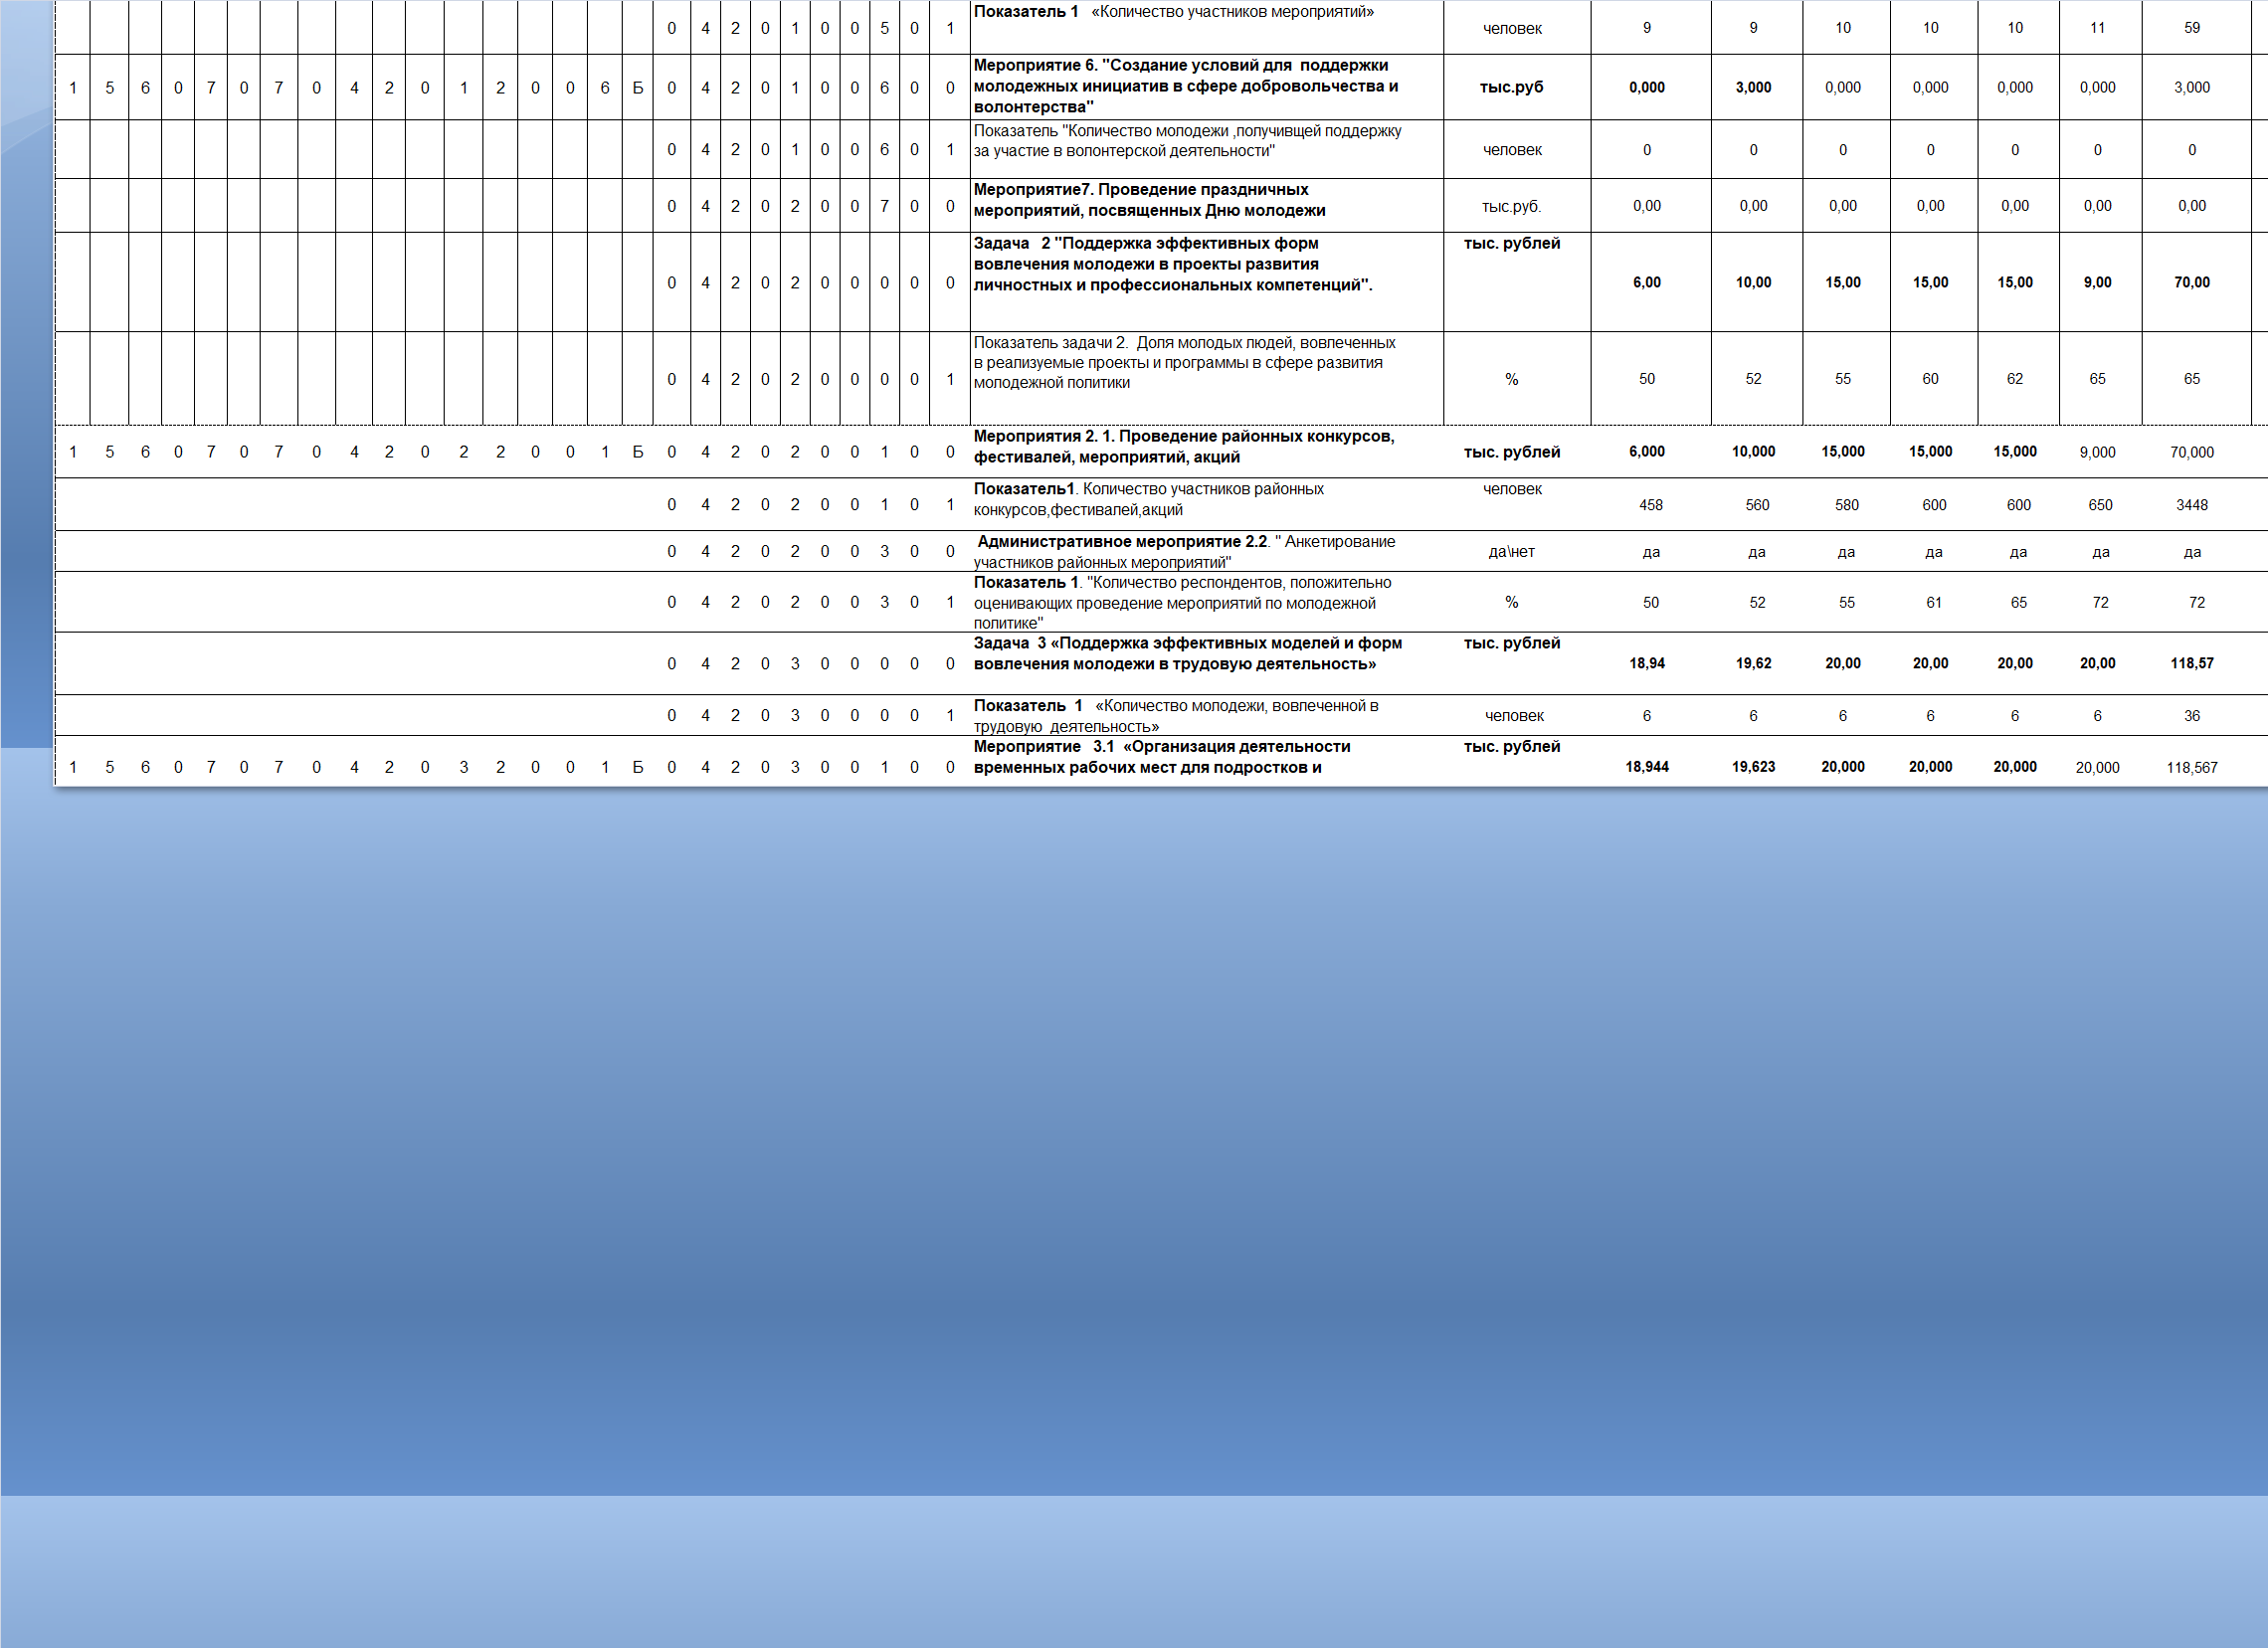 0 4 2 0 1 0 0 5 0 1 Показатель 1 «Количество участников мероприятий» человек 9 9 10 10 10 11 59
1 5 6 0 7 0 7 0 4 2 0 1 2 0 0 6 Б 0 4 2 0 1 0 0 6 0 0 Мероприятие 6. "Создание условий для поддержки
молодежных инициатив в сфере добровольчества и
волонтерства" тыс.руб 0,000 3,000 0,000 0,000 0,000 0,000 3,000
0 4 2 0 1 0 0 6 0 1 Показатель "Количество молодежи ,получивщей поддержку
за участие в волонтерской деятельности" человек 0 0 0 0 0 0 0
0 4 2 0 2 0 0 7 0 0 Мероприятие7. Проведение праздничных
мероприятий, посвященных Дню молодежи тыс.руб. 0,00 0,00 0,00 0,00 0,00 0,00 0,00
0 4 2 0 2 0 0 0 0 0 Задача 2 "Поддержка эффективных форм
вовлечения молодежи в проекты развития
личностных и профессиональных компетенций". тыс. рублей 6,00 10,00 15,00 15,00 15,00 9,00 70,00
0 4 2 0 2 0 0 0 0 1 Показатель задачи 2. Доля молодых людей, вовлеченных
в реализуемые проекты и программы в сфере развития
молодежной политики % 50 52 55 60 62 65 65
1 5 6 0 7 0 7 0 4 2 0 2 2 0 0 1 Б 0 4 2 0 2 0 0 1 0 0 Мероприятия 2. 1. Проведение районных конкурсов,
фестивалей, мероприятий, акций тыс. рублей 6,000 10,000 15,000 15,000 15,000 9,000 70,000
0 4 2 0 2 0 0 1 0 1 Показатель1. Количество участников районных
конкурсов,фестивалей,акций человек 458 560 580 600 600 650 3448
0 4 2 0 2 0 0 3 0 0 Административное мероприятие 2.2. " Анкетирование
участников районных мероприятий" да\нет да да да да да да да
0 4 2 0 2 0 0 3 0 1 Показатель 1. "Количество респондентов, положительно
оценивающих проведение мероприятий по молодежной
политике" % 50 52 55 61 65 72 72
0 4 2 0 3 0 0 0 0 0 Задача 3 «Поддержка эффективных моделей и форм
вовлечения молодежи в трудовую деятельность» тыс. рублей 18,94 19,62 20,00 20,00 20,00 20,00 118,57
0 4 2 0 3 0 0 0 0 1 Показатель 1 «Количество молодежи, вовлеченной в
трудовую деятельность» человек 6 6 6 6 6 6 36
1 5 6 0 7 0 7 0 4 2 0 3 2 0 0 1 Б 0 4 2 0 3 0 0 1 0 0 Мероприятие 3.1 «Организация деятельности
временных рабочих мест для подростков и тыс. рублей 18,944 19,623 20,000 20,000 20,000 20,000 118,567